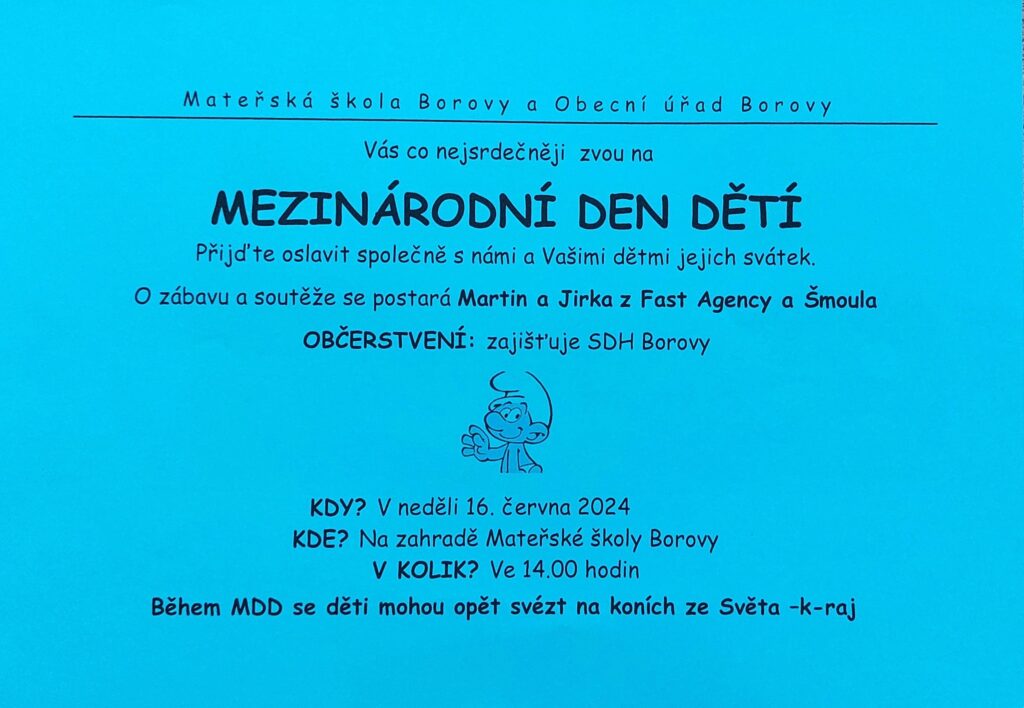 Mateřská škola Borovy a Obecní úřad Borovy
Vás co nejsrdečněji zvou na
MEZINÁRODNÍ DEN DĚTÍ
Přijďte oslavit společně s námi a Vašimi dětmi jejich svátek.
O zábavu a soutěže se postará Martin a Jirka z Fast Agency a Šmoula
OBČERSTVENÍ: zajišťuje SDH Borovy
KDY? V neděli 16. června 2024
KDE? Na zahradě Mateřské školy Borovy
V KOLIK? Ve 14.00 hodin
Během MDD se děti mohou opět svézt na koních ze Světa –k-raj